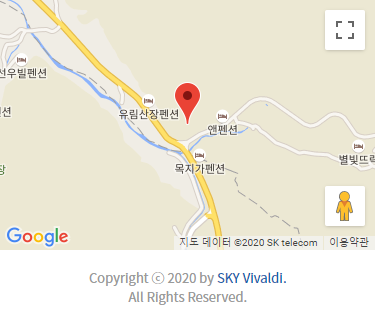 선우빌펜션
유림산장펜션
펜션
앤펜션
목지가펜션
별빛뜨락
장
Google
지도 데이터 ©2020 SK telecom
이용약관
Copyright ⓒ 2020 by SKY Vivaldi.
All Rights Reserved.